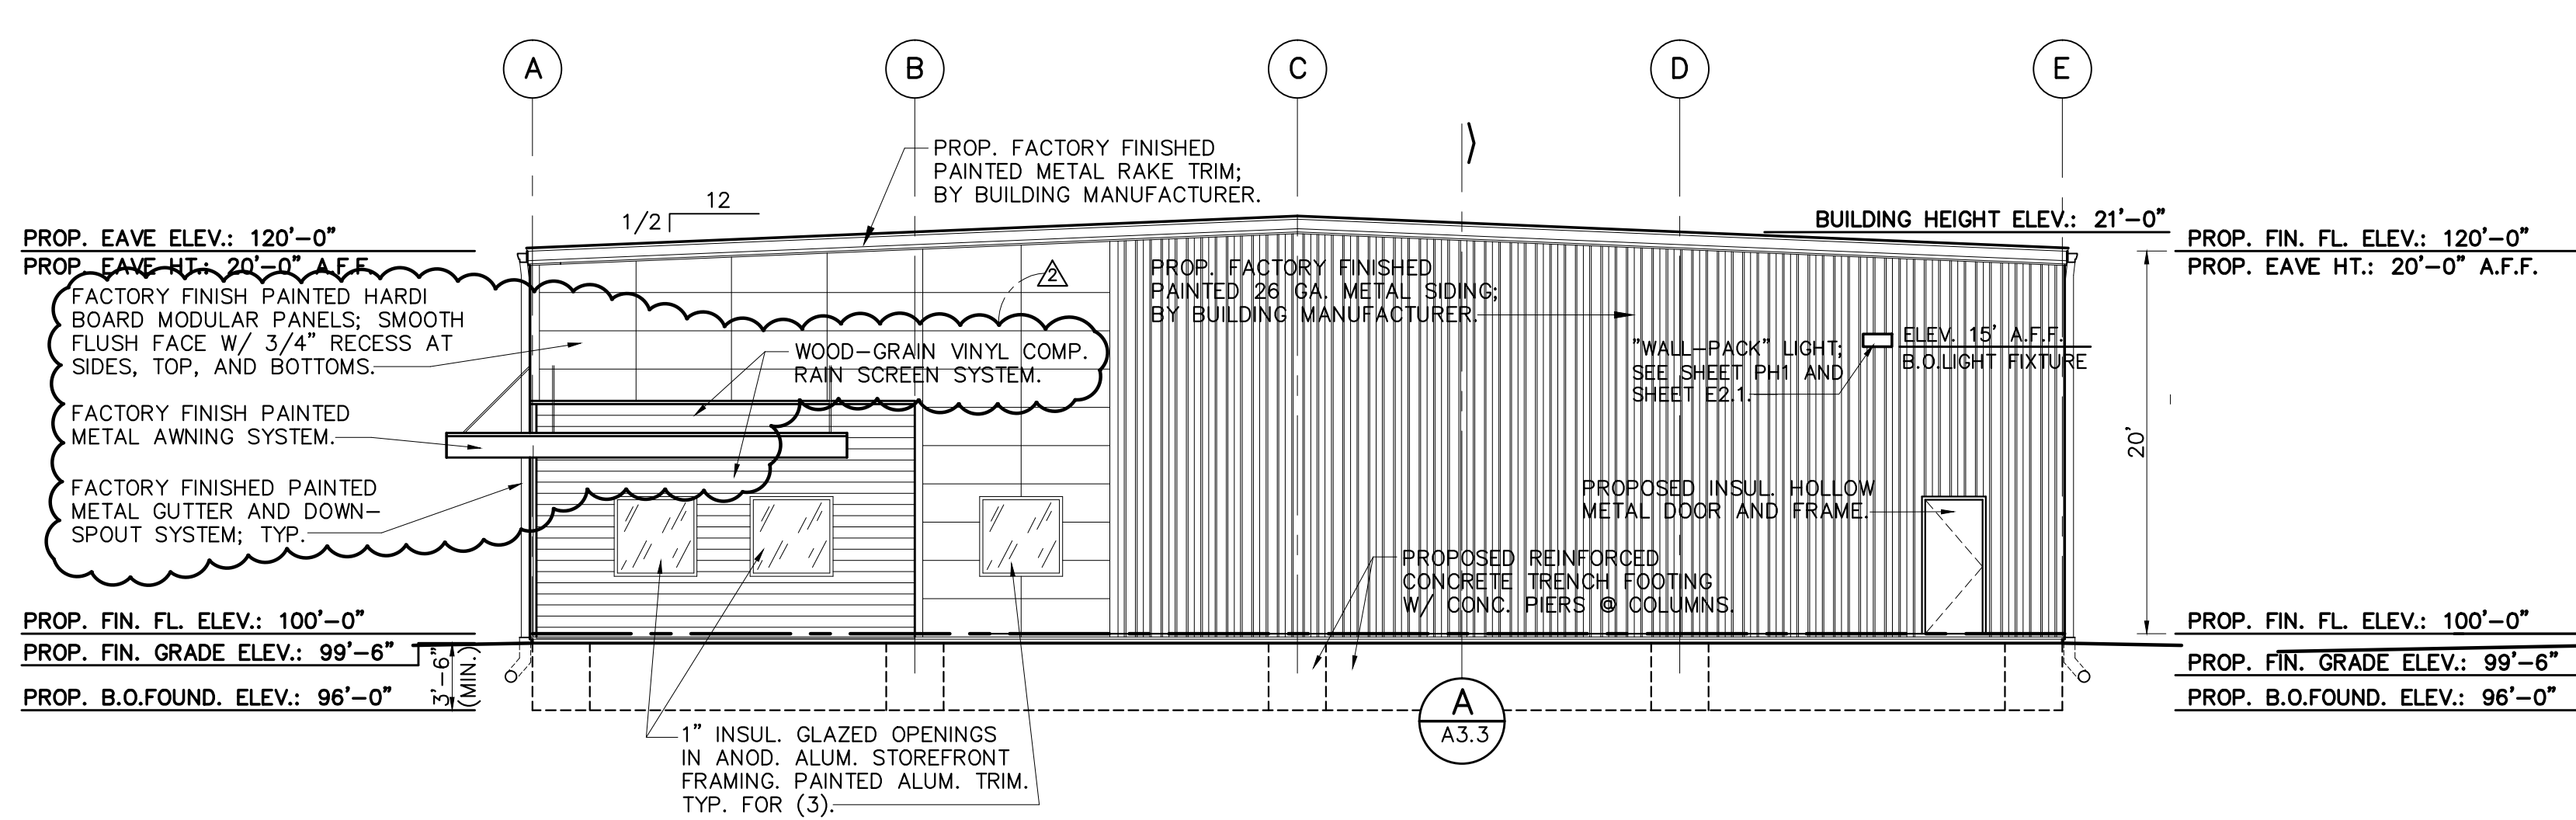 A
B
C
D
E
PROP. FACTORY FINISHED
PAINTED METAL RAKE TRIM;
BY BUILDING MANUFACTURER.
12
1/2
BUILDING HEIGHT ELEV.: 21'-0"
PROP. EAVE ELEV.: 120'-0"
PROP. EAVE HT.: 20'-0" A.F.F.
PROP. FIN. FL. ELEV.: 120'-0"
PROP. EAVE HT.: 20'-0" A.F.F.
FACTORY FINISH PAINTED HARDI
BOARD MODULAR PANELS; SMOOTH
FLUSH FACE W/ 3/4" RECESS AT
SIDES, TOP, AND BOTTOMS.
2
PROP. FACTORY FINISHED
PAINTED 26 GA. METAL SIDING;
BY BUILDING MANUFACTURER.
WOOD-GRAIN VINYL COMP.
RAIN SCREEN SYSTEM.
"WALL-PACK" LIGHT;
SEE SHEET PH1 AND
SHEET E2.1.
ELEV. 15' A.F.F.
B.O.LIGHT FIXTURE
FACTORY FINISH PAINTED
METAL AWNING SYSTEM.
20'
FACTORY FINISHED PAINTED
METAL GUTTER AND DOWN-
SPOUT SYSTEM; TYP.
PROPOSED INSUL. HOLLOW
METAL DOOR AND FRAME.
PROPOSED REINFORCED
CONCRETE TRENCH FOOTING
W/ CONC. PIERS @ COLUMNS.
PROP. FIN. FL. ELEV.: 100'-0"
PROP. FIN. GRADE ELEV.: 99'-6"
PROP. B.O.FOUND. ELEV.: 96'-0"
3'-6"
(MIN.)
PROP. FIN. FL. ELEV.: 100'-0"
PROP. FIN. GRADE ELEV.: 99'-6"
PROP. B.O.FOUND. ELEV.: 96'-0"
A
A3.3
1" INSUL. GLAZED OPENINGS
IN ANOD. ALUM. STOREFRONT
FRAMING. PAINTED ALUM. TRIM.
TYP. FOR (3).